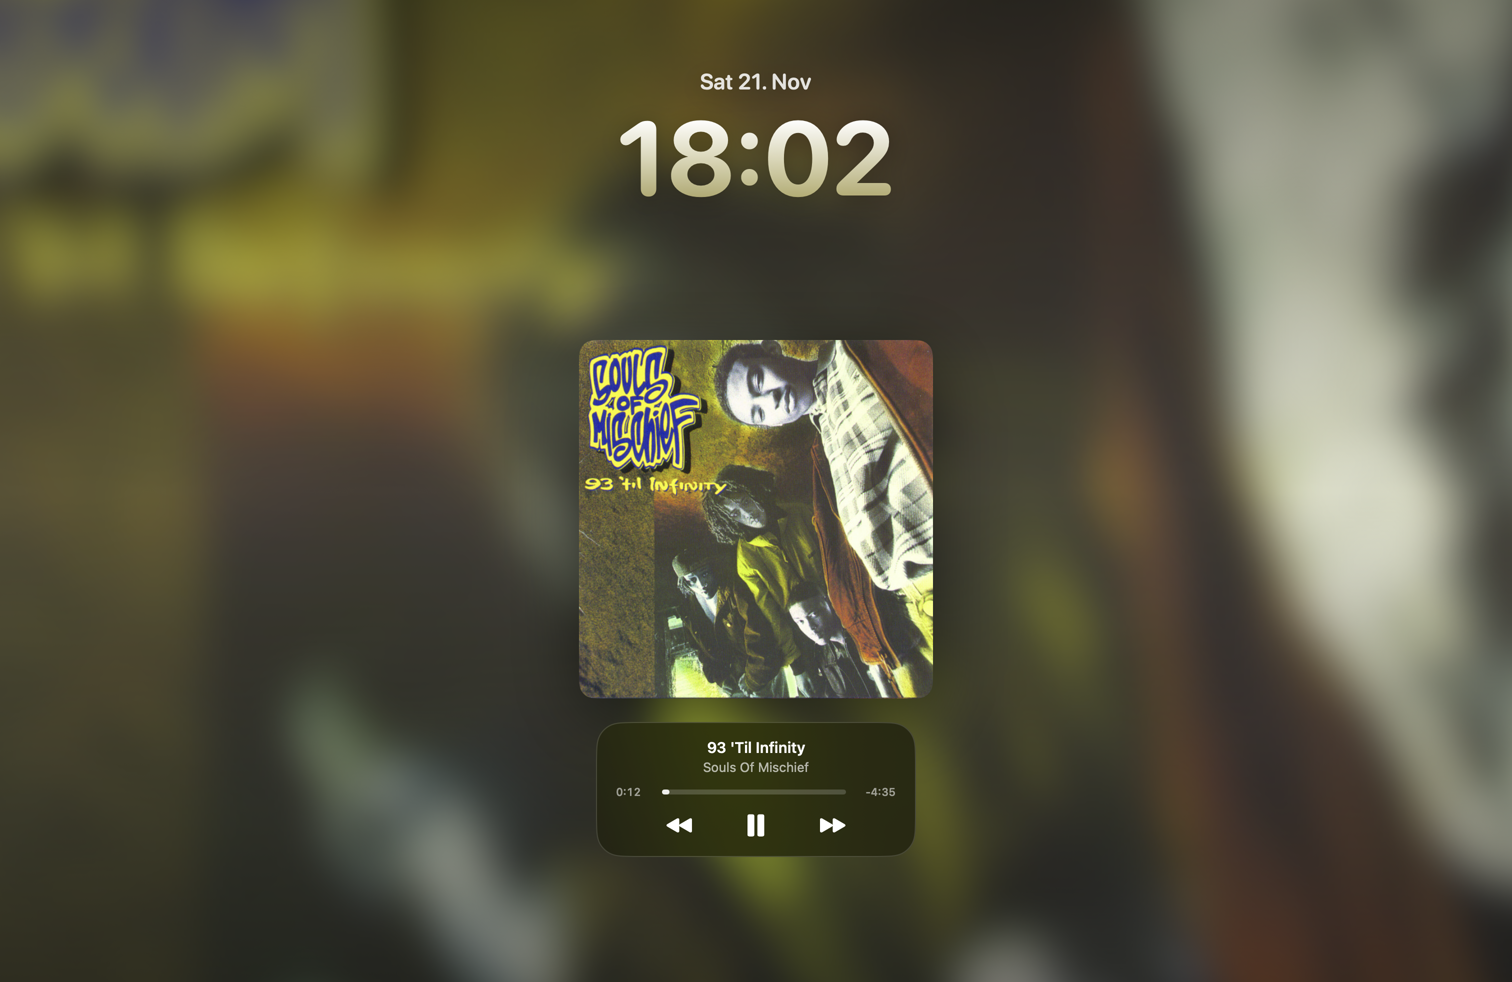 Sat 21. Nov
18:02
SOULS
OF
MISCHIEF
93 'til Infinity
93 'Til Infinity
Souls Of Mischief
0:12
-4:35